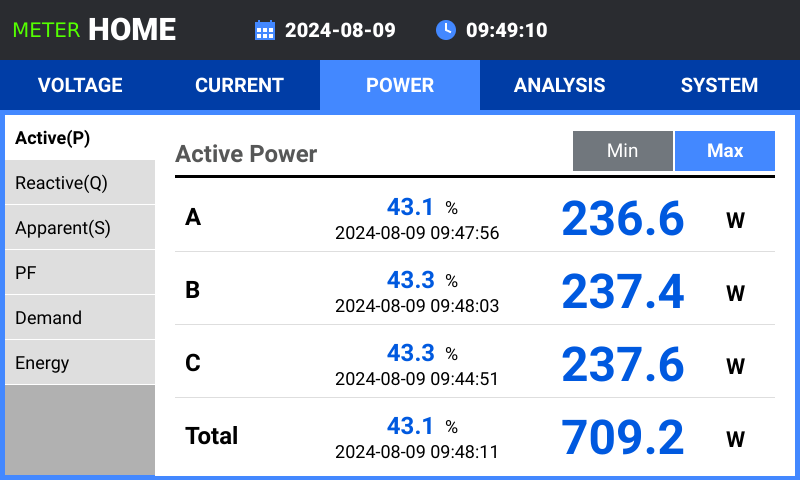 METER HOME 2024-08-09 09:49:10
VOLTAGE CURRENT POWER ANALYSIS SYSTEM
Active(P)
Reactive(Q)
Apparent(S)
PF
Demand
Energy
Active Power Min Max
A 43.1 % 236.6 W
2024-08-09 09:47:56
B 43.3 % 237.4 W
2024-08-09 09:48:03
C 43.3 % 237.6 W
2024-08-09 09:44:51
Total 43.1 % 709.2 W
2024-08-09 09:48:11